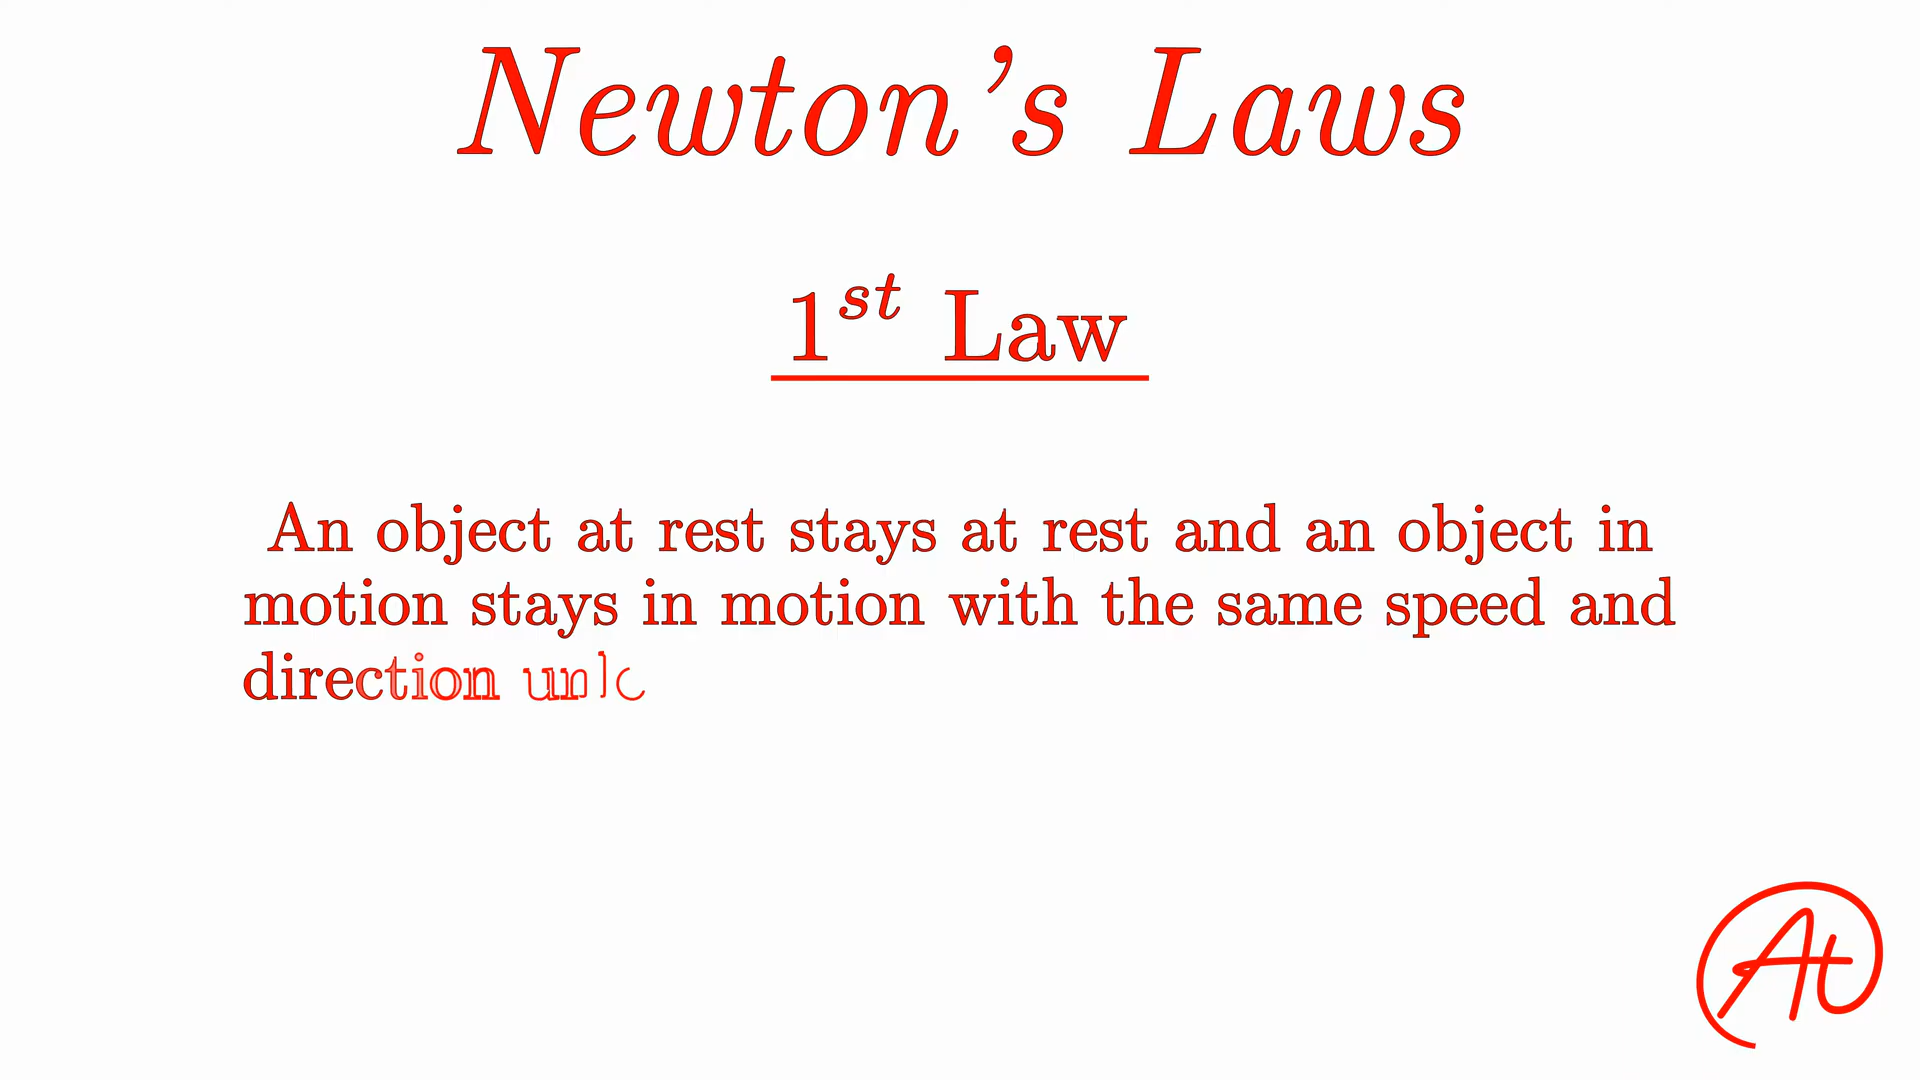 Newton's Laws
1st Law
An object at rest stays at rest and an object in
motion stays in motion with the same speed and
direction
At